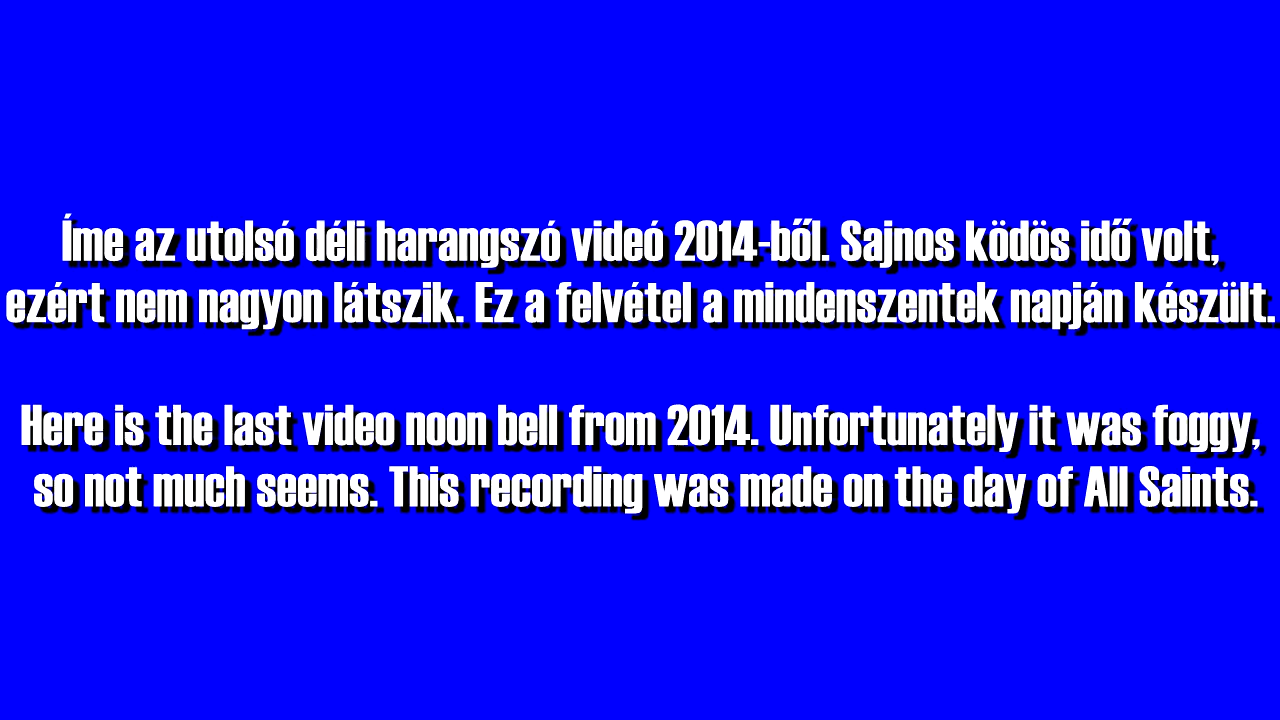 Íme az utolsó déli harangszó videó 2014-ből. Sajnos ködös idő volt,
ezért nem nagyon látszik. Ez a felvétel a mindenszentek napján készült.
Here is the last video noon bell from 2014. Unfortunately it was foggy,
so not much seems. This recording was made on the day of All Saints.